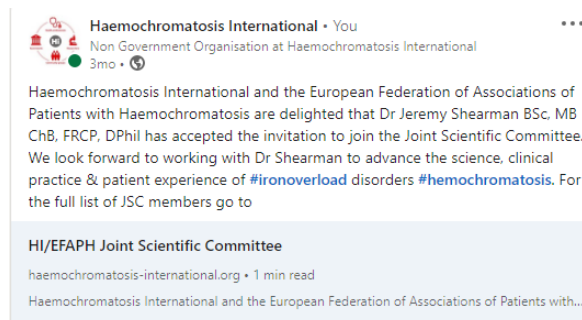 Haemochromatosis International • You
Non Government Organisation at Haemochromatosis International
3mo •
Haemochromatosis International and the European Federation of Associations of
Patients with Haemochromatosis are delighted that Dr Jeremy Shearman BSc, MB
ChB, FRCP, DPhil has accepted the invitation to join the Joint Scientific Committee.
We look forward to working with Dr Shearman to advance the science, clinical
practice & patient experience of #ironoverload disorders #hemochromatosis. For
the full list of JSC members go to
HI/EFAPH Joint Scientific Committee
haemochromatosis-international.org • 1 min read
Haemochromatosis International and the European Federation of Associations of Patients with...